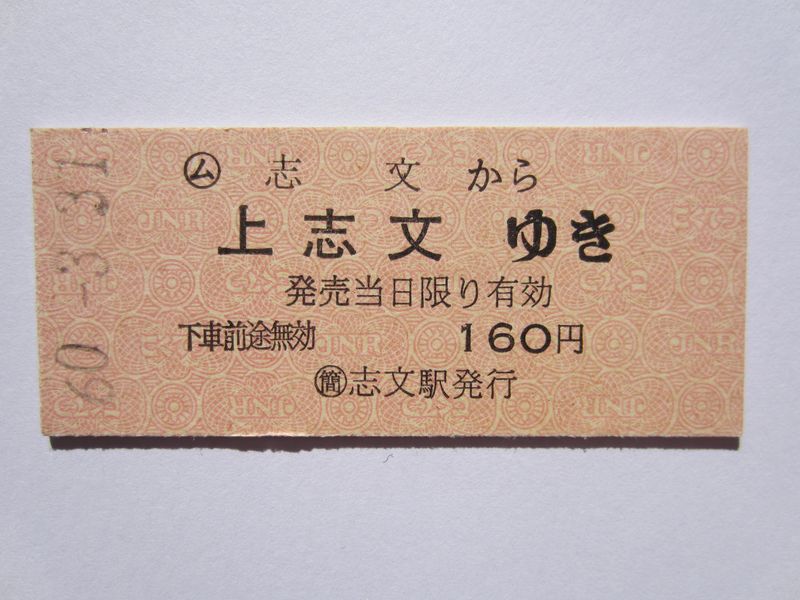 ㋰ 志文から
上志文ゆき
発売当日限り有効
下車前途無効 160円
㊞志文駅発行
60.-3.31